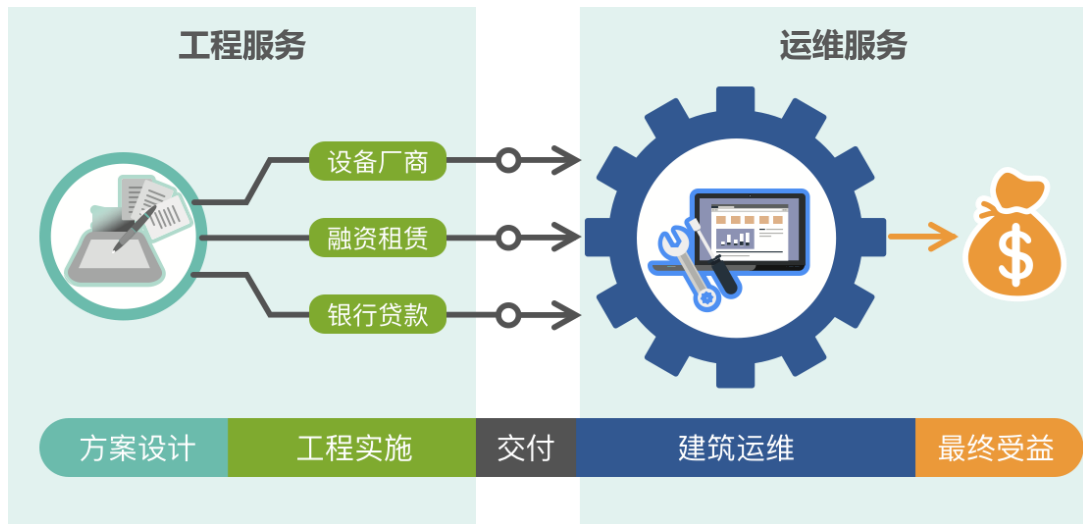 工程服务
运维服务
设备厂商
融资租赁
银行贷款
方案设计
工程实施
交付
建筑运维
最终受益